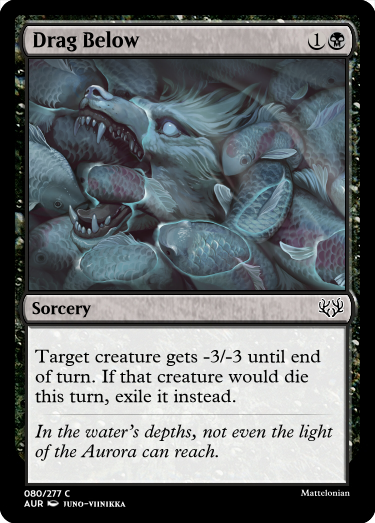 Drag Below 1
Sorcery
Target creature gets -3/-3 until end
of turn. If that creature would die
this turn, exile it instead.
In the water's depths, not even the light
of the Aurora can reach.
080/277 C
Mattelonian
AUR JUNO-VIINIKKA